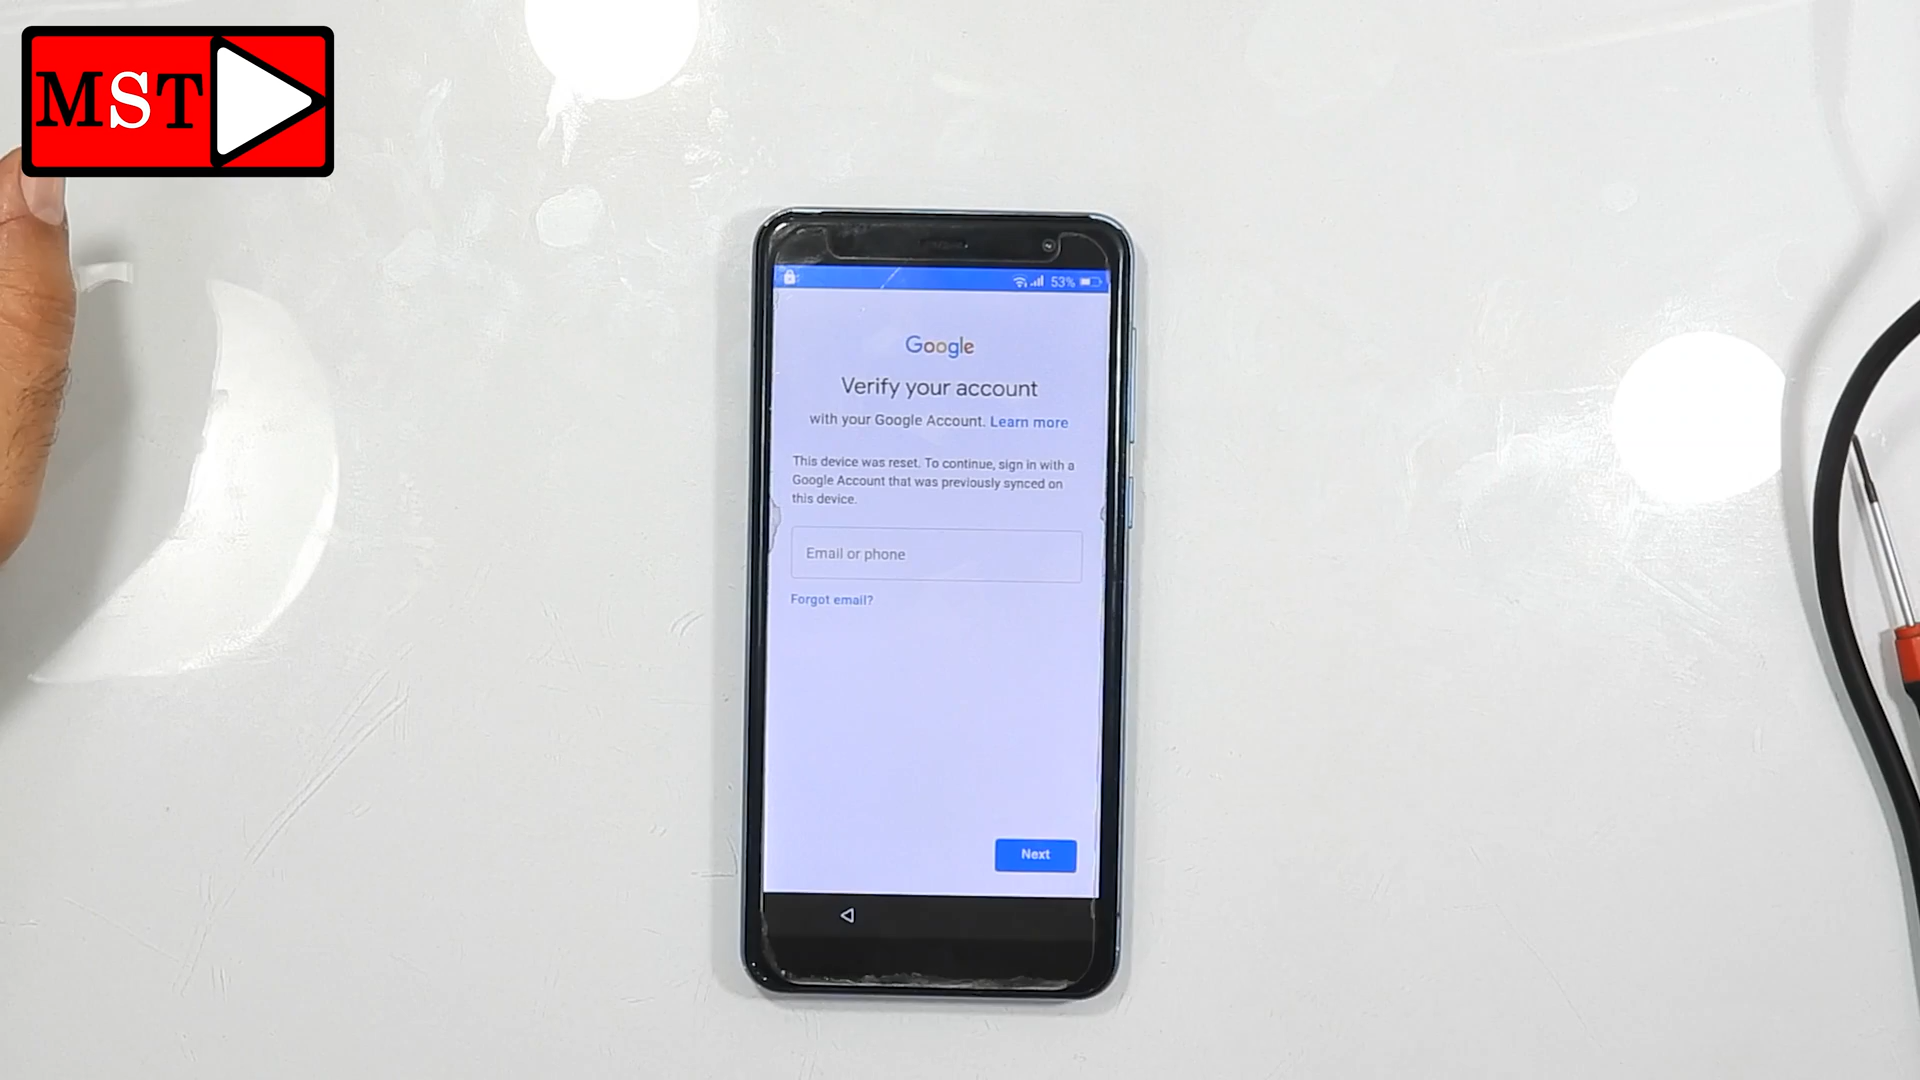 MST
53%
Google
Verify your account
with your Google Account. Learn more
This device was reset. To continue, sign in with a
Google Account that was previously synced on
this device.
Email or phone
Forgot email?
Next